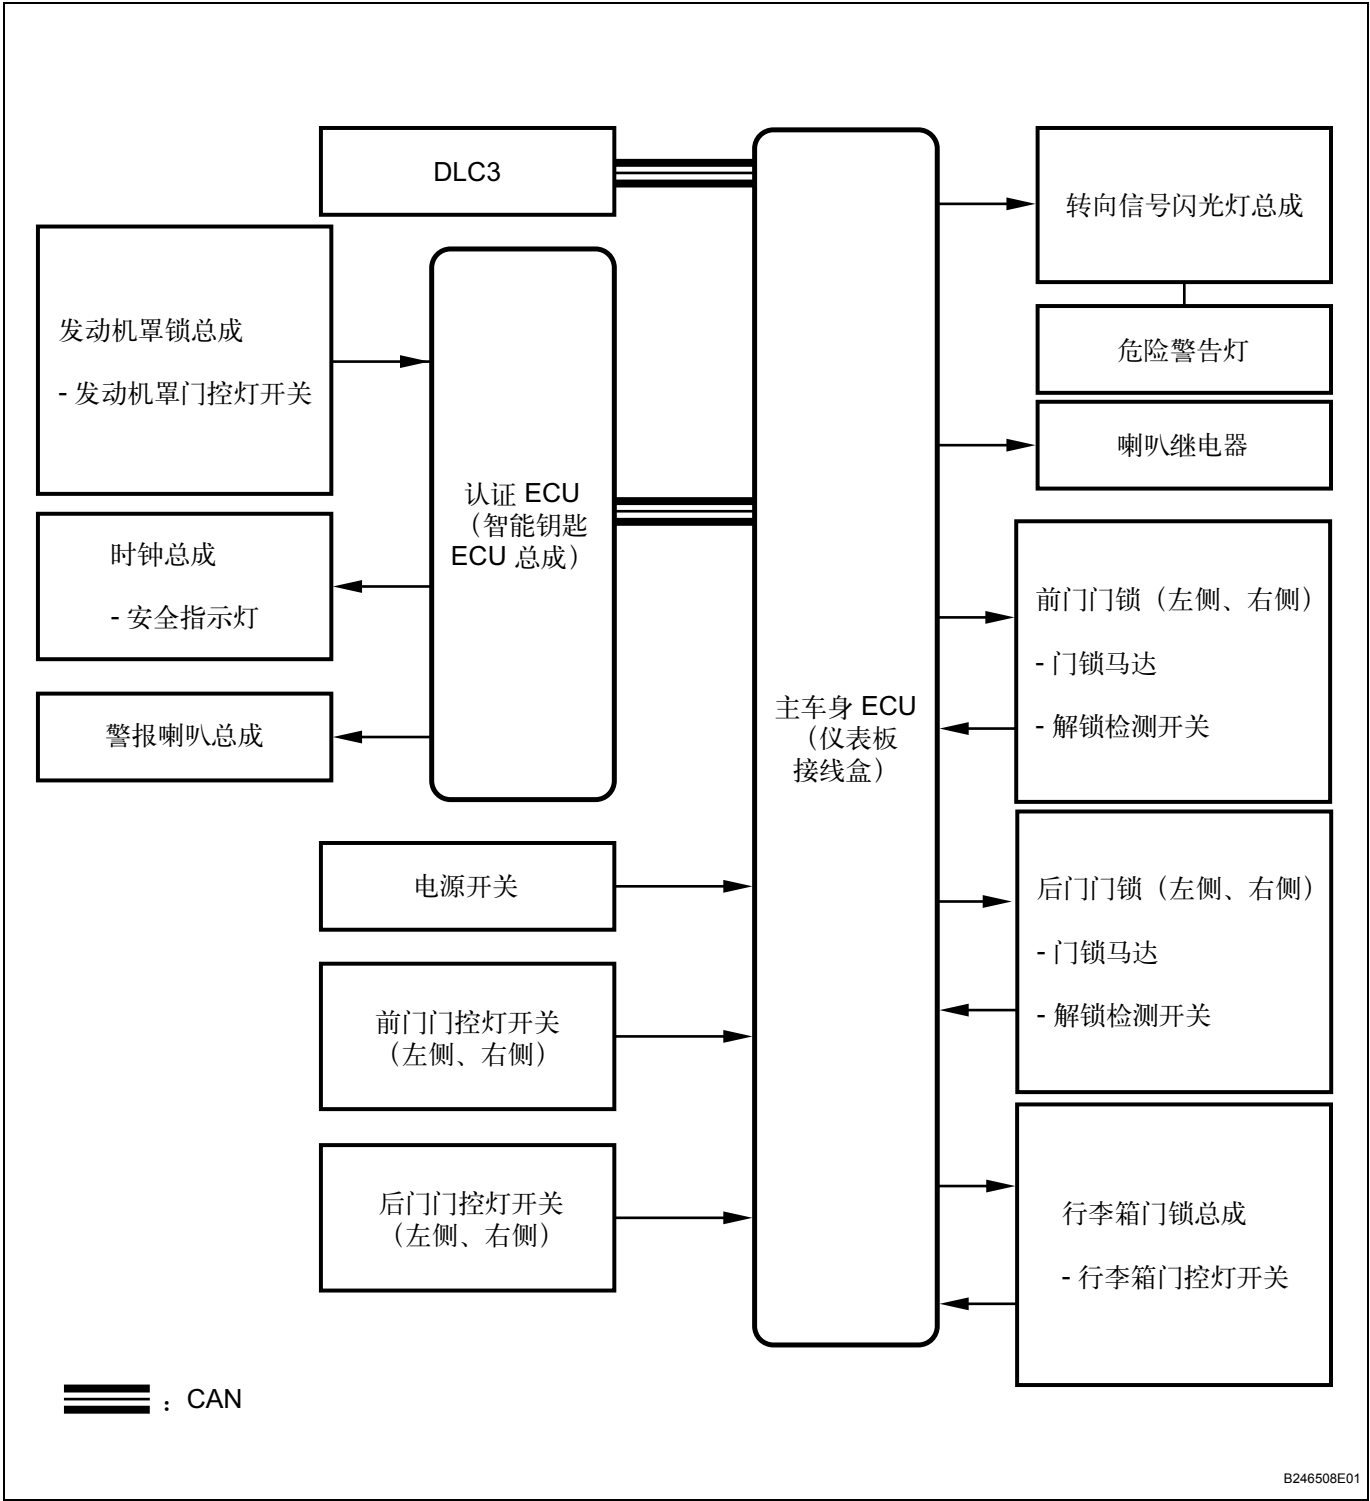 DLC3
发动机罩锁总成
- 发动机罩门控灯开关
时钟总成
- 安全指示灯
警报喇叭总成
认证 ECU
（智能钥匙
ECU 总成）
电源开关
前门门控灯开关
（左侧、右侧）
后门门控灯开关
（左侧、右侧）
主车身 ECU
（仪表板
接线盒）
转向信号闪光灯总成
危险警告灯
喇叭继电器
前门门锁（左侧、右侧）
- 门锁马达
- 解锁检测开关
后门门锁（左侧、右侧）
- 门锁马达
- 解锁检测开关
行李箱门锁总成
- 行李箱门控灯开关
：CAN
B246508E01